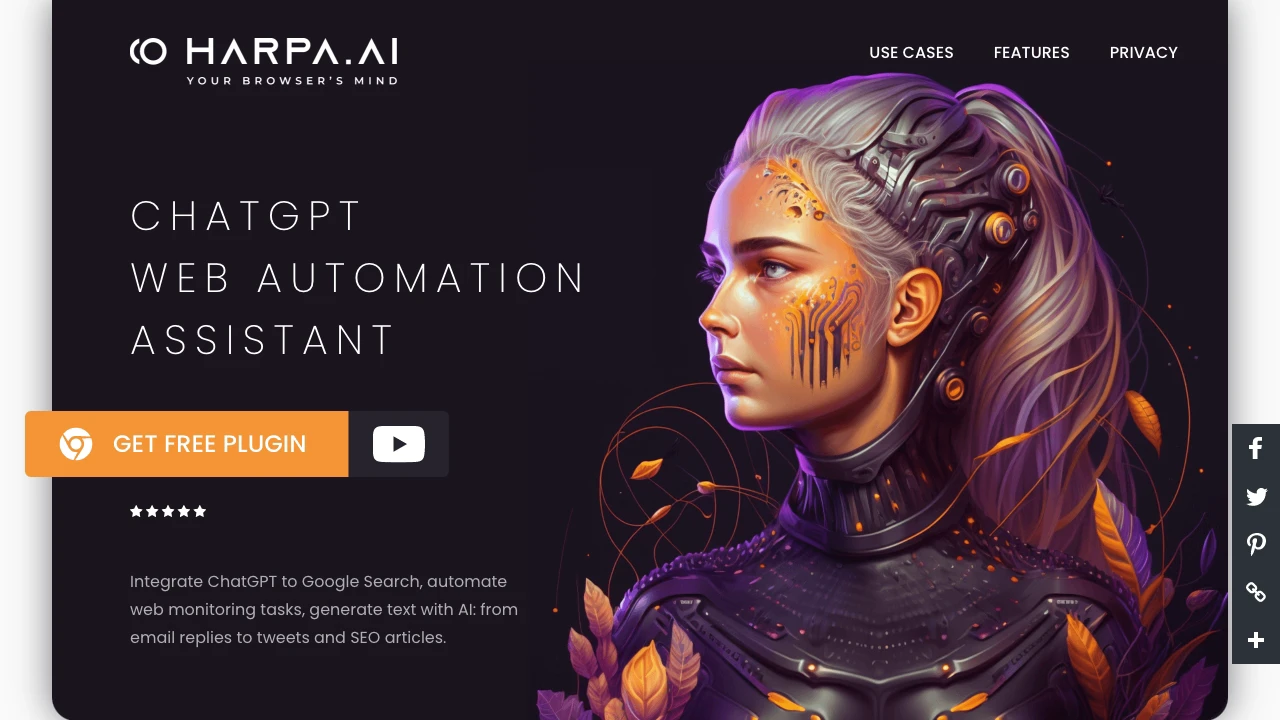 HARPA.AI
YOUR BROWSER'S MIND
USE CASES FEATURES PRIVACY
CHATGPT
WEB AUTOMATION
ASSISTANT
GET FREE PLUGIN
Integrate ChatGPT to Google Search, automate
web monitoring tasks, generate text with AI: from
email replies to tweets and SEO articles.